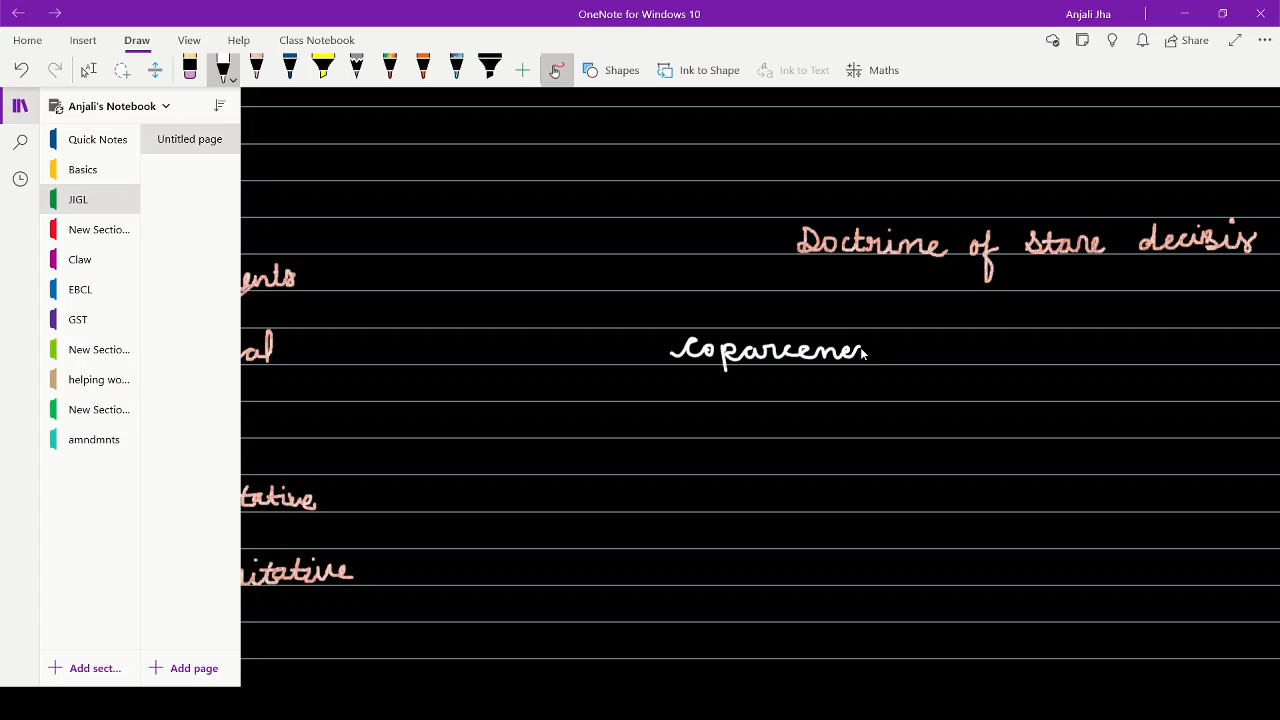 OneNote for Windows 10
Anjali Jha
Home Insert Draw View Help Class Notebook
Share
Shapes Ink to Shape Ink to Text Maths
Anjali's Notebook
Untitled page
Quick Notes
Basics
JIGL
New Sectio...
Claw
EBCL
GST
New Sectio...
helping wo...
New Sectio...
amndmnts
Add sect... Add page
Doctrine of stare decisis
ents
al
coparcener
tative
itative